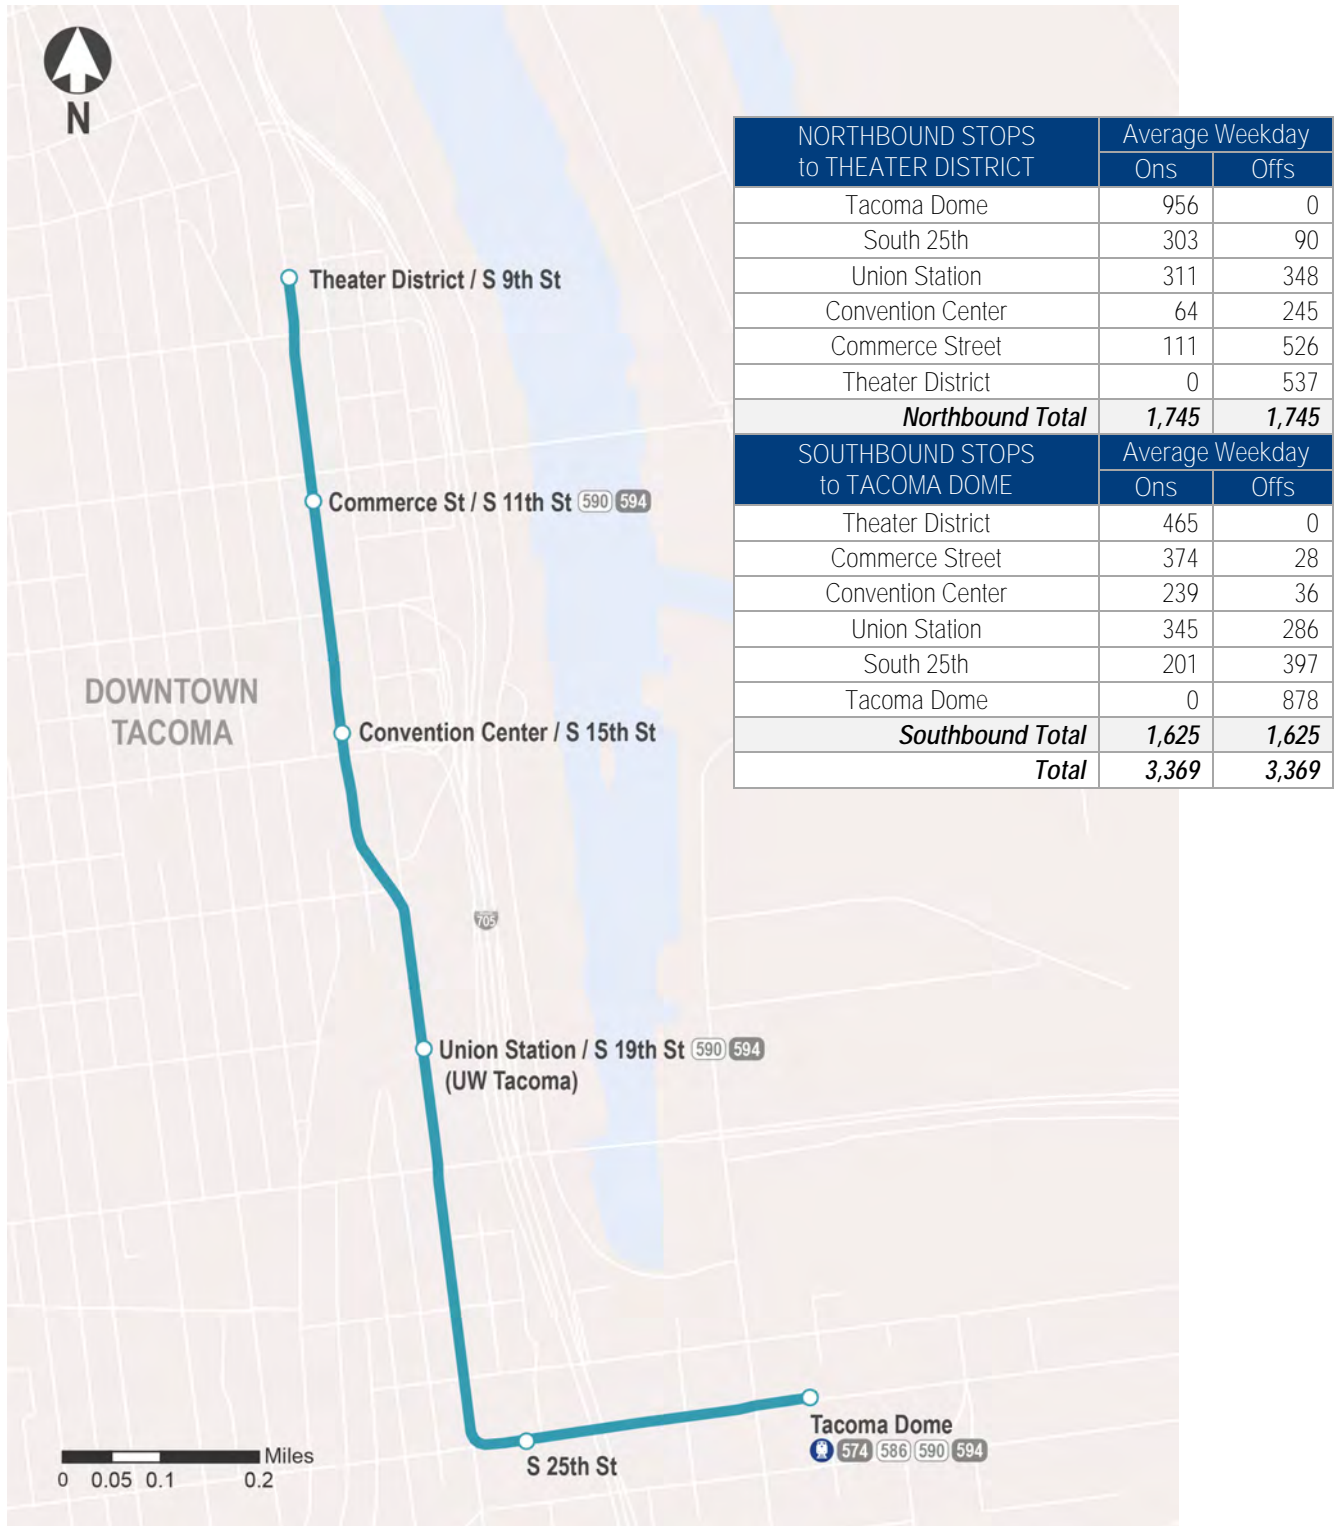 N
Theater District / S 9th St
Commerce St / S 11th St 590 594
DOWNTOWN
TACOMA
Convention Center / S 15th St
705
Union Station / S 19th St 590 594
(UW Tacoma)
Tacoma Dome
574 586 590 594
S 25th St
Miles
0 0.05 0.1 0.2
NORTHBOUND STOPS Average Weekday
to THEATER DISTRICT Ons Offs
Tacoma Dome 956 0
South 25th 303 90
Union Station 311 348
Convention Center 64 245
Commerce Street 111 526
Theater District 0 537
Northbound Total 1,745 1,745
SOUTHBOUND STOPS Average Weekday
to TACOMA DOME Ons Offs
Theater District 465 0
Commerce Street 374 28
Convention Center 239 36
Union Station 345 286
South 25th 201 397
Tacoma Dome 0 878
Southbound Total 1,625 1,625
Total 3,369 3,369